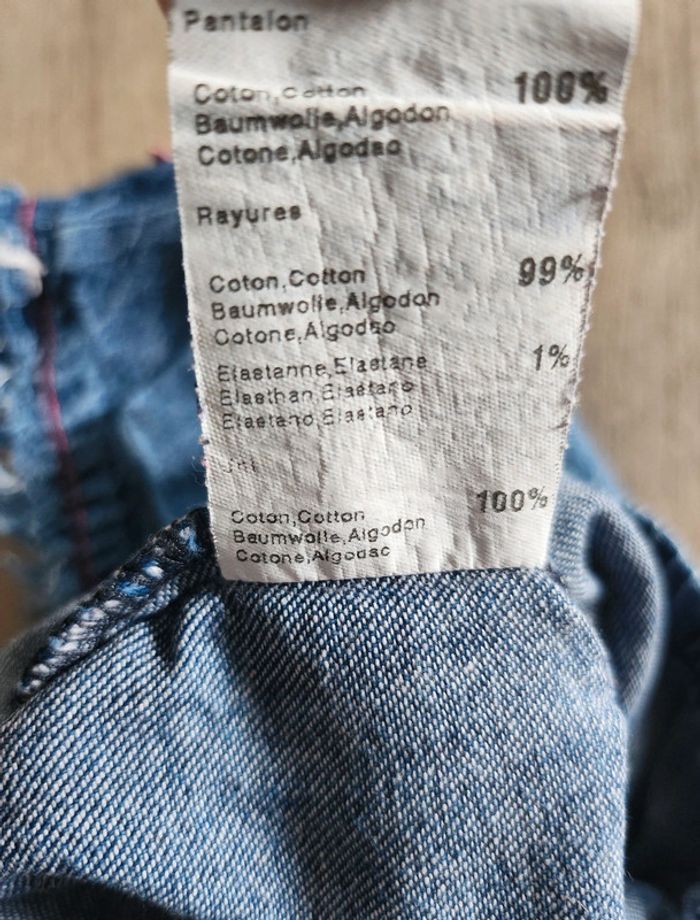 Pantalon
Coton,Cotton 100%
Baumwolle,Algodon
Cotone,Algodao
Rayures
Coton,Cotton 99%
Baumwolle,Algodon
Cotone,Algodao
Elastanne,Elastane 1%
Elasthan,Elastano
Elastano,Elastano
Uni
Coton,Cotton 100%
Baumwolle,Algodon
Cotone,Algodao